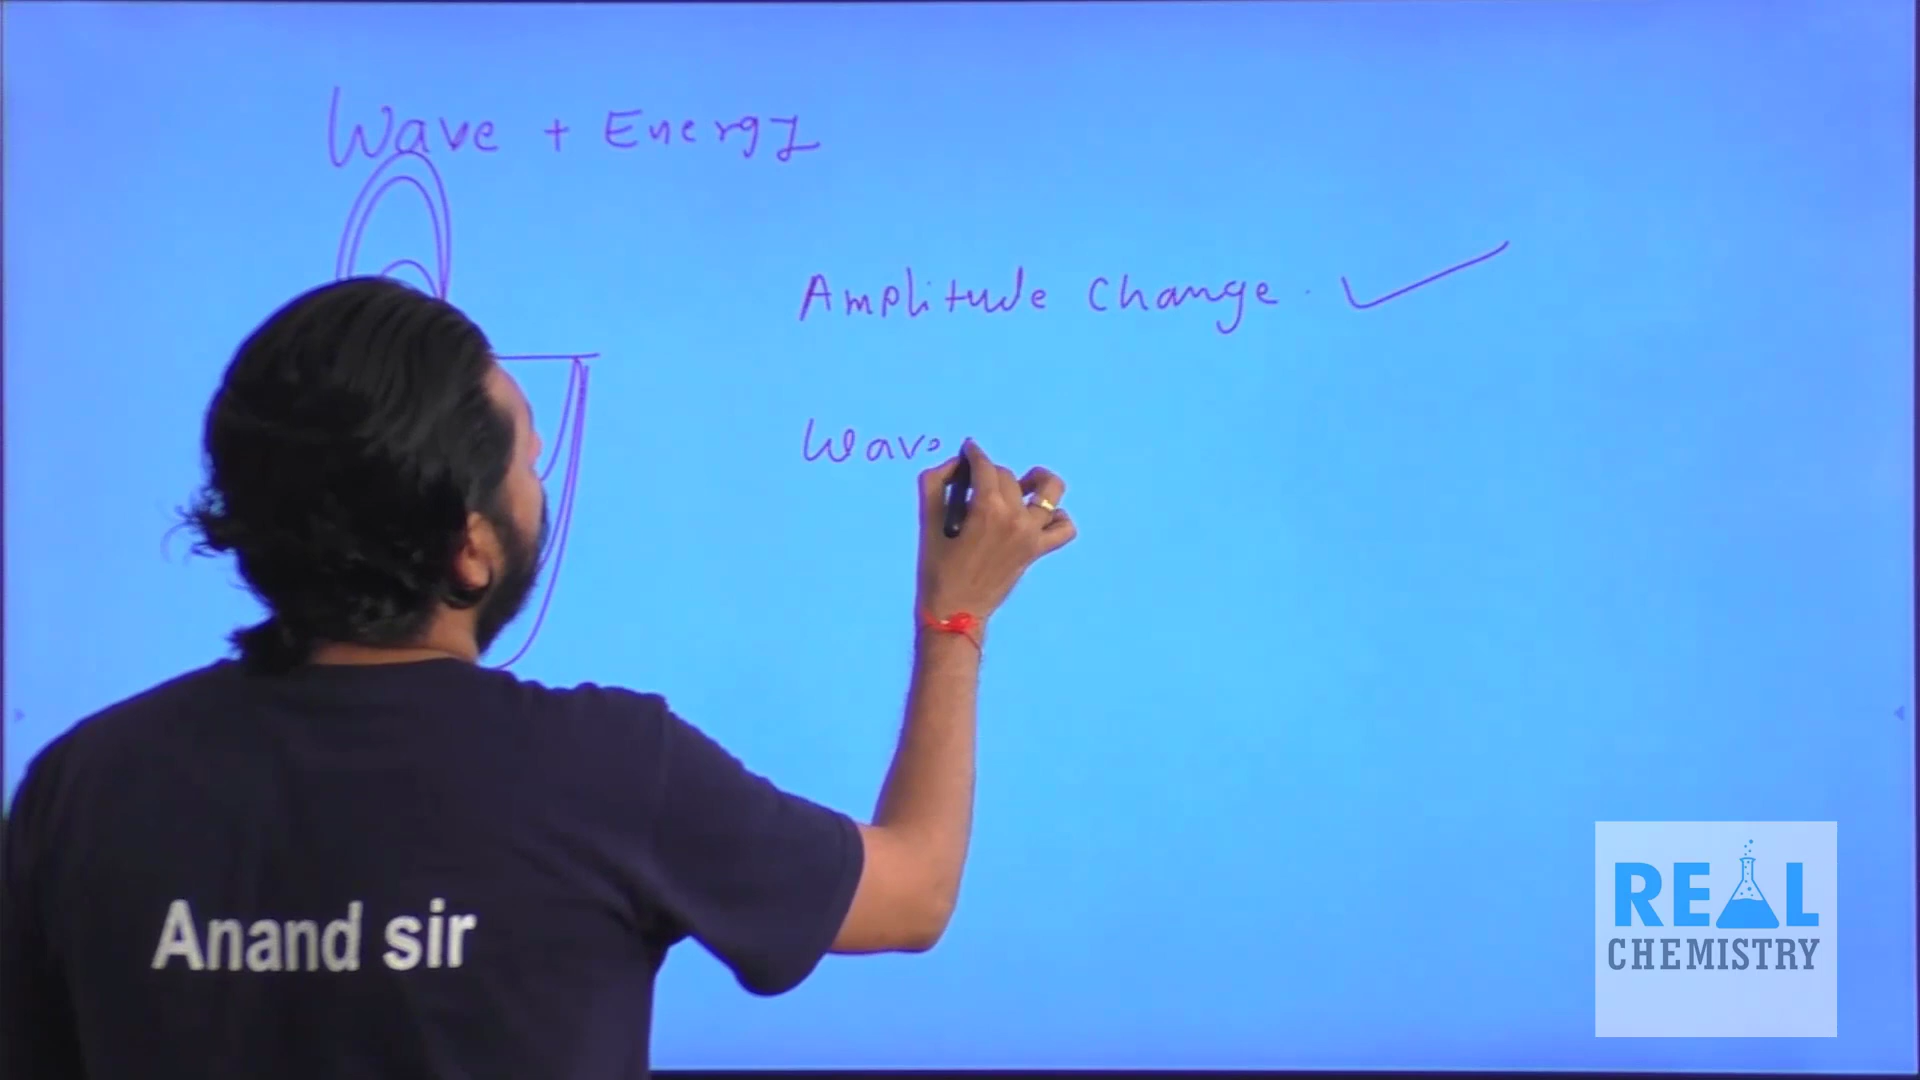 Wave + Energy
Amplitude Change.
Wave
Anand sir
REAL
CHEMISTRY